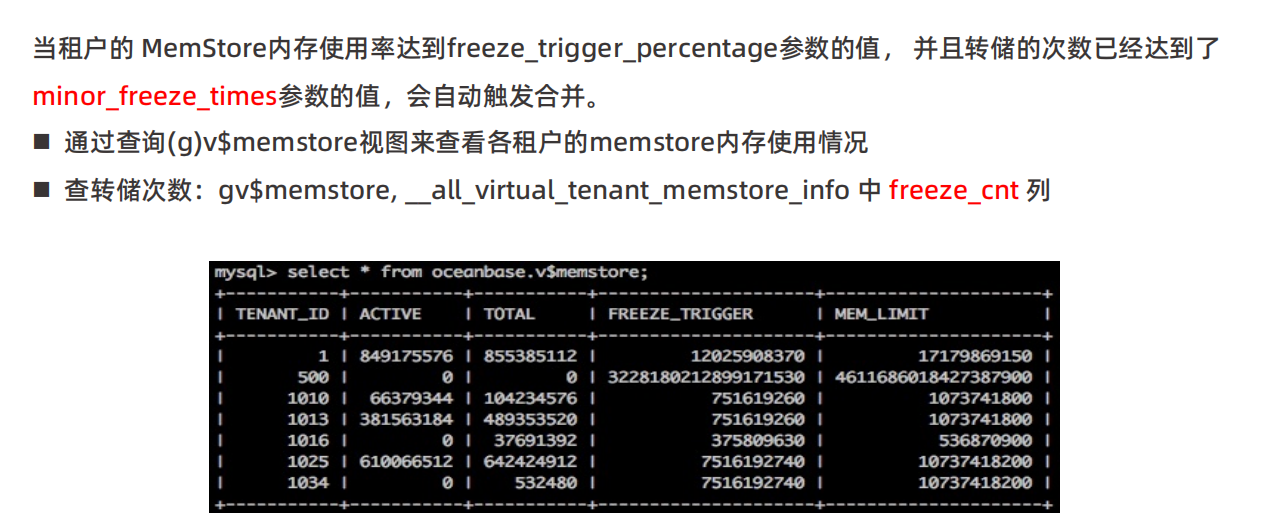 当租户的 MemStore内存使用率达到freeze_trigger_percentage参数的值， 并且转储的次数已经达到了
minor_freeze_times参数的值，会自动触发合并。
■ 通过查询(g)v$memstore视图来查看各租户的memstore内存使用情况
■ 查转储次数：gv$memstore, __all_virtual_tenant_memstore_info 中 freeze_cnt 列
mysql> select * from oceanbase.v$memstore;
+-----------+-----------+-----------+---------------------+---------------------+
| TENANT_ID | ACTIVE | TOTAL | FREEZE_TRIGGER | MEM_LIMIT |
+-----------+-----------+-----------+---------------------+---------------------+
| 1 | 849175576 | 855385112 | 12025908370 | 17179869150 |
| 500 | 0 | 0 | 3228180212899171530 | 4611686018427387900 |
| 1010 | 66379344 | 104234576 | 751619260 | 1073741800 |
| 1013 | 381563184 | 489353520 | 751619260 | 1073741800 |
| 1016 | 0 | 37691392 | 375809630 | 536870900 |
| 1025 | 610066512 | 642424912 | 7516192740 | 10737418200 |
| 1034 | 0 | 532480 | 7516192740 | 10737418200 |
+-----------+-----------+-----------+---------------------+---------------------+